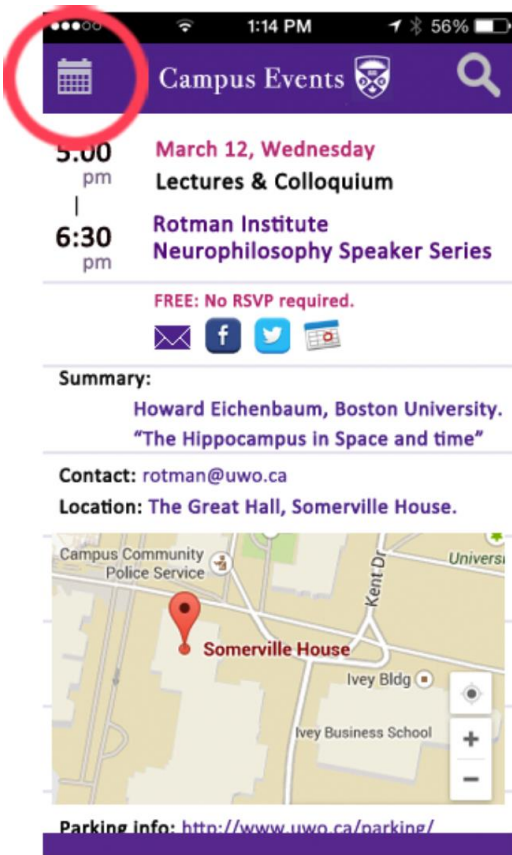 1:14 PM 56%
Campus Events
5:00 pm
March 12, Wednesday
Lectures & Colloquium
6:30 pm
Rotman Institute
Neurophilosophy Speaker Series
FREE: No RSVP required.
f
Summary:
Howard Eichenbaum, Boston University.
“The Hippocampus in Space and time”
Contact: rotman@uwo.ca
Location: The Great Hall, Somerville House.
Campus Community
Police Service
Kent Dr
Universi
Somerville House
Ivey Bldg
Ivey Business School
+
−
Parking info: http://www.uwo.ca/parking/